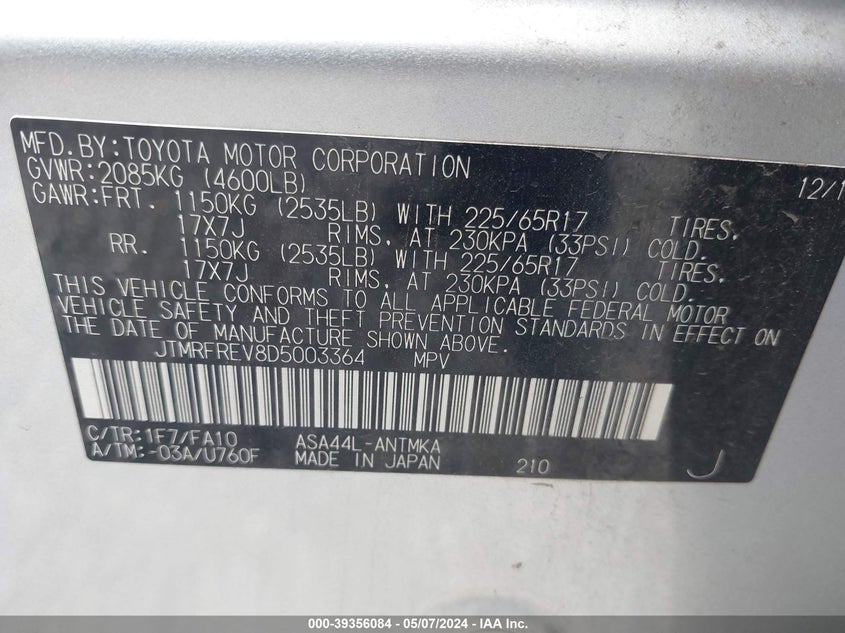 MFD.BY:TOYOTA MOTOR CORPORATION 12/1
GVWR:2085KG (4600LB)
GAWR:FRT. 1150KG (2535LB) WITH 225/65R17 TIRES,
17X7J RIMS, AT 230KPA (33PSI) COLD.
RR. 1150KG (2535LB) WITH 225/65R17 TIRES,
17X7J RIMS, AT 230KPA (33PSI) COLD.
THIS VEHICLE CONFORMS TO ALL APPLICABLE FEDERAL MOTOR
VEHICLE SAFETY AND THEFT PREVENTION STANDARDS IN EFFECT ON
THE DATE OF MANUFACTURE SHOWN ABOVE.
JTMRFREV8D5003364 MPV
C/TR:1F7/FA10 ASA44L-ANTMKA
A/TM:-03A/U760F MADE IN JAPAN 210 J
000-39356084 - 05/07/2024 - IAA Inc.